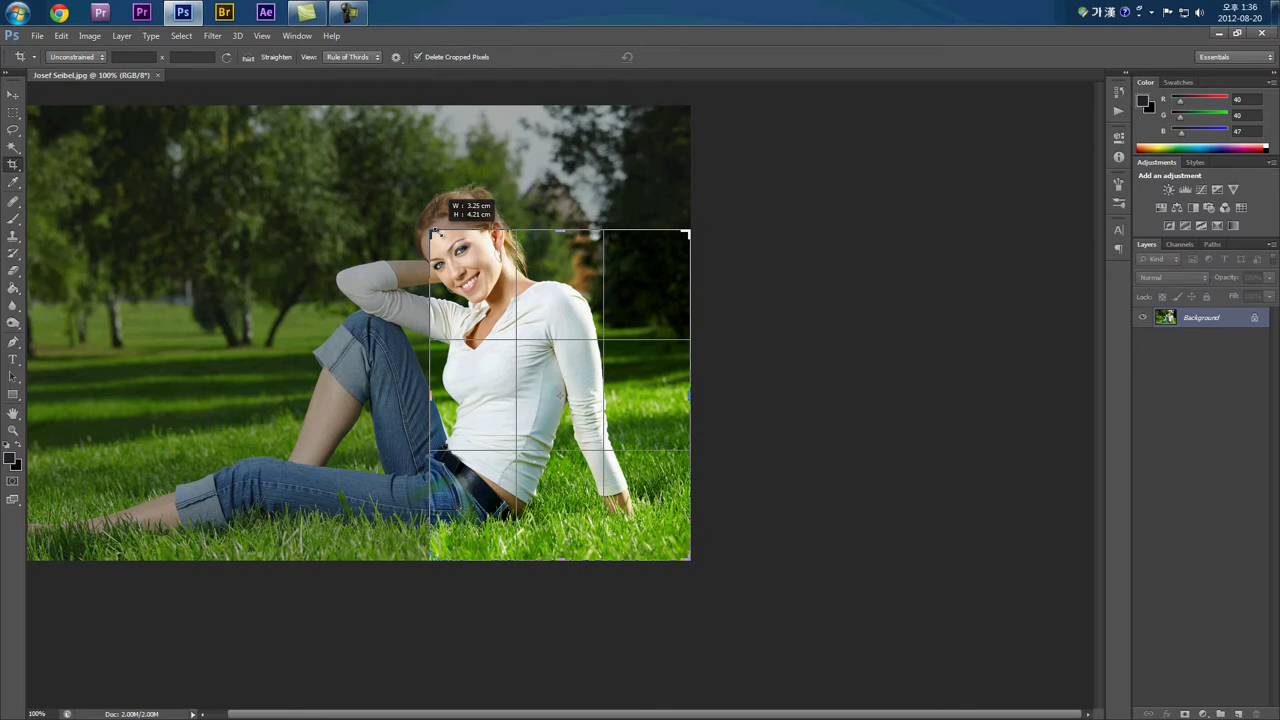 Pr
Pr
Ps
Br
Ae
가 漢
오후 1:36
2012-08-20
Ps
File
Edit
Image
Layer
Type
Select
Filter
3D
View
Window
Help
Unconstrained
x
Straighten
View:
Rule of Thirds
Delete Cropped Pixels
Essentials
Josef Seibel.jpg @ 100% (RGB/8*)
×
W : 3.25 cm
H : 4.21 cm
Color
Swatches
R
40
G
40
B
47
Adjustments
Styles
Add an adjustment
Layers
Channels
Paths
Kind
Normal
Opacity:
Lock:
Fill:
Background
100%
Doc: 2.00M/2.00M